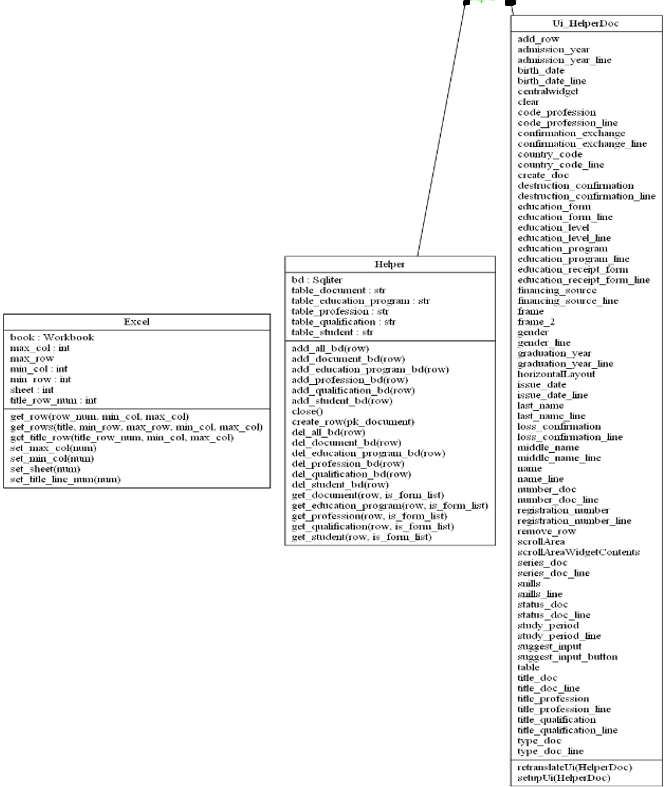 Ui_HelperDoc
add_row
admission_year
admission_year_line
birth_date
birth_date_line
centralwidget
clear
code_profession
code_profession_line
confirmation_exchange
confirmation_exchange_line
country_code
country_code_line
create_doc
destruction_confirmation
destruction_confirmation_line
education_form
education_form_line
education_level
education_level_line
education_program
education_program_line
education_receipt_form
education_receipt_form_line
financing_source
financing_source_line
frame
frame_2
gender
gender_line
graduation_year
graduation_year_line
horizontalLayout
issue_date
issue_date_line
last_name
last_name_line
loss_confirmation
loss_confirmation_line
middle_name
middle_name_line
name
name_line
number_doc
number_doc_line
registration_number
registration_number_line
remove_row
scrollArea
scrollAreaWidgetContents
series_doc
series_doc_line
snills
snills_line
status_doc
status_doc_line
study_period
study_period_line
suggest_input
suggest_input_button
table
title_doc
title_doc_line
title_profession
title_profession_line
title_qualification
title_qualification_line
type_doc
type_doc_line
retranslateUi(HelperDoc)
setupUi(HelperDoc)
Helper
bd : Sqliter
table_document : str
table_education_program : str
table_profession : str
table_qualification : str
table_student : str
add_all_bd(row)
add_document_bd(row)
add_education_program_bd(row)
add_profession_bd(row)
add_qualification_bd(row)
add_student_bd(row)
close()
create_row(pk_document)
del_all_bd(row)
del_document_bd(row)
del_education_program_bd(row)
del_profession_bd(row)
del_qualification_bd(row)
del_student_bd(row)
get_document(row, is_form_list)
get_education_program(row, is_form_list)
get_profession(row, is_form_list)
get_qualification(row, is_form_list)
get_student(row, is_form_list)
Excel
book : Workbook
max_col : int
max_row
min_col : int
min_row : int
sheet : int
title_row_num : int
get_row(row_num, min_col, max_col)
get_rows(title, min_row, max_row, min_col, max_col)
get_title_row(title_row_num, min_col, max_col)
set_max_col(num)
set_min_col(num)
set_sheet(num)
set_title_line_num(num)